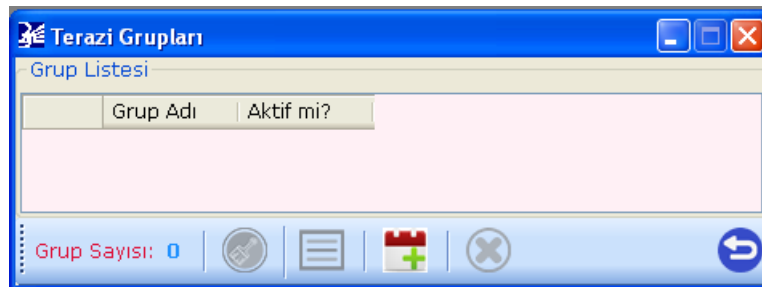 Terazi Grupları
Grup Listesi
Grup Adı Aktif mi?
Grup Sayısı: 0